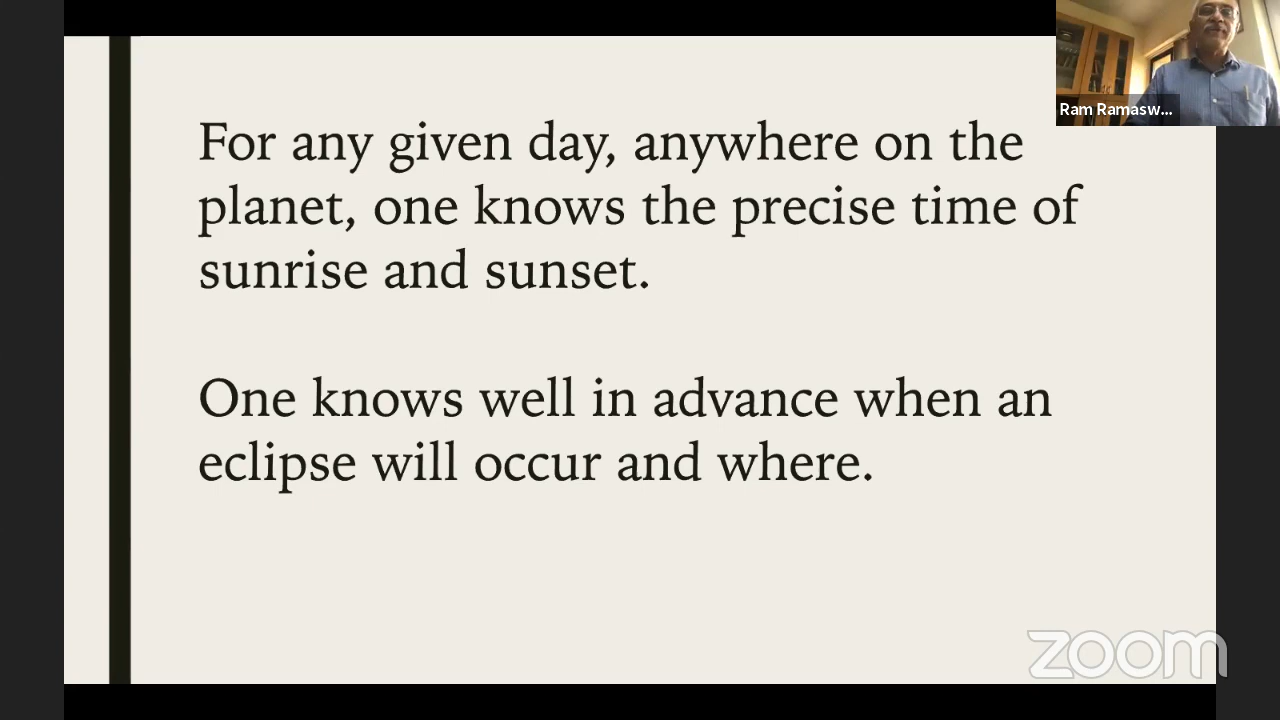 Ram Ramasw...
For any given day, anywhere on the
planet, one knows the precise time of
sunrise and sunset.
One knows well in advance when an
eclipse will occur and where.
zoom